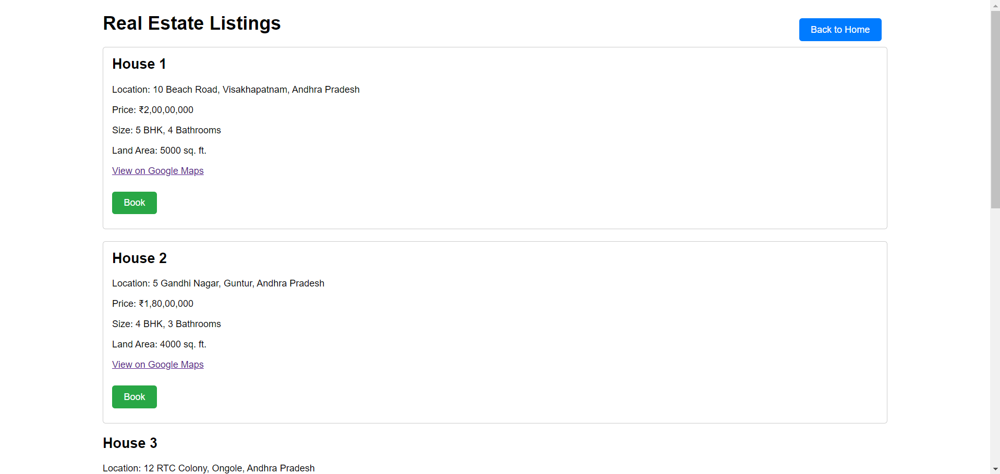 Real Estate Listings
Back to Home
House 1
Location: 10 Beach Road, Visakhapatnam, Andhra Pradesh
Price: ₹2,00,00,000
Size: 5 BHK, 4 Bathrooms
Land Area: 5000 sq. ft.
View on Google Maps
Book
House 2
Location: 5 Gandhi Nagar, Guntur, Andhra Pradesh
Price: ₹1,80,00,000
Size: 4 BHK, 3 Bathrooms
Land Area: 4000 sq. ft.
View on Google Maps
Book
House 3
Location: 12 RTC Colony, Ongole, Andhra Pradesh